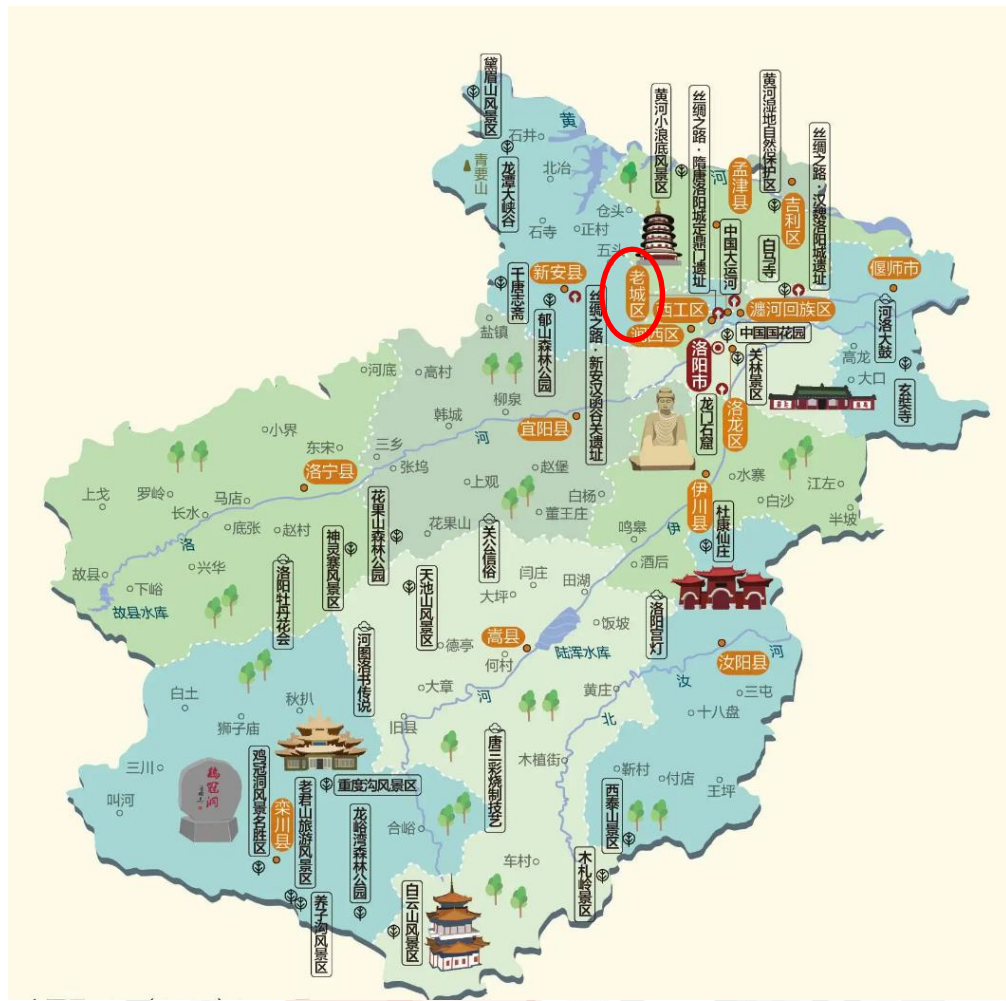 黛眉山风景区
石井
黄
青要山
龙潭大峡谷
北冶
仓头
石寺
正村
五头
黄河小浪底风景区
丝绸之路·隋唐洛阳城定鼎门遗址
河
孟津县
黄河湿地自然保护区
吉利区
丝绸之路·汉魏洛阳城遗址
中国大运河
白马寺
偃师市
千唐志斋
新安县
郁山森林公园
丝绸之路·新安汉函谷关遗址
老城区
西工区
瀍河回族区
涧西区
中国国花园
洛阳市
关林景区
河洛大鼓
高龙
大口
玄奘寺
盐镇
河底
高村
柳泉
韩城
宜阳县
龙门石窟
洛龙区
小界
东宋
三乡
河
洛宁县
张坞
上观
赵堡
白杨
董王庄
伊川县
水寨
白沙
江左
半坡
上戈
罗岭
马店
长水
底张
赵村
花果山森林公园
花果山
神灵寨风景区
关公信俗
鸣皋
伊
杜康仙庄
酒后
洛
兴华
故县
下峪
故县水库
洛阳牡丹花会
天池山风景区
闫庄
田湖
大坪
洛阳宫灯
饭坡
河图洛书传说
德亭
嵩县
何村
陆浑水库
汝阳县
河
汝
大章
河
黄庄
三屯
十八盘
北
旧县
白土
秋扒
狮子庙
三川
鸡冠洞
叫河
鸡冠洞风景名胜区
栾川县
老君山旅游风景区
重度沟风景区
龙峪湾森林公园
养子沟风景区
合峪
唐三彩烧制技艺
木植街
靳村
付店
王坪
西泰山景区
车村
木札岭景区
白云山风景区